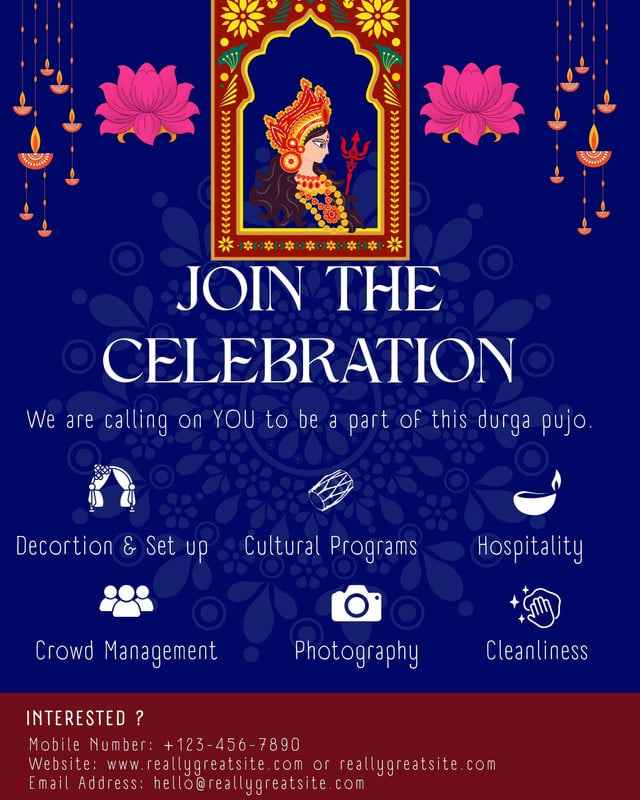 JOIN THE
CELEBRATION
We are calling on YOU to be a part of this durga pujo.
Decortion & Set up
Cultural Programs
Hospitality
Crowd Management
Photography
Cleanliness
INTERESTED ?
Mobile Number: +123-456-7890
Website: www.reallygreatsite.com or reallygreatsite.com
Email Address: hello@reallygreatsite.com